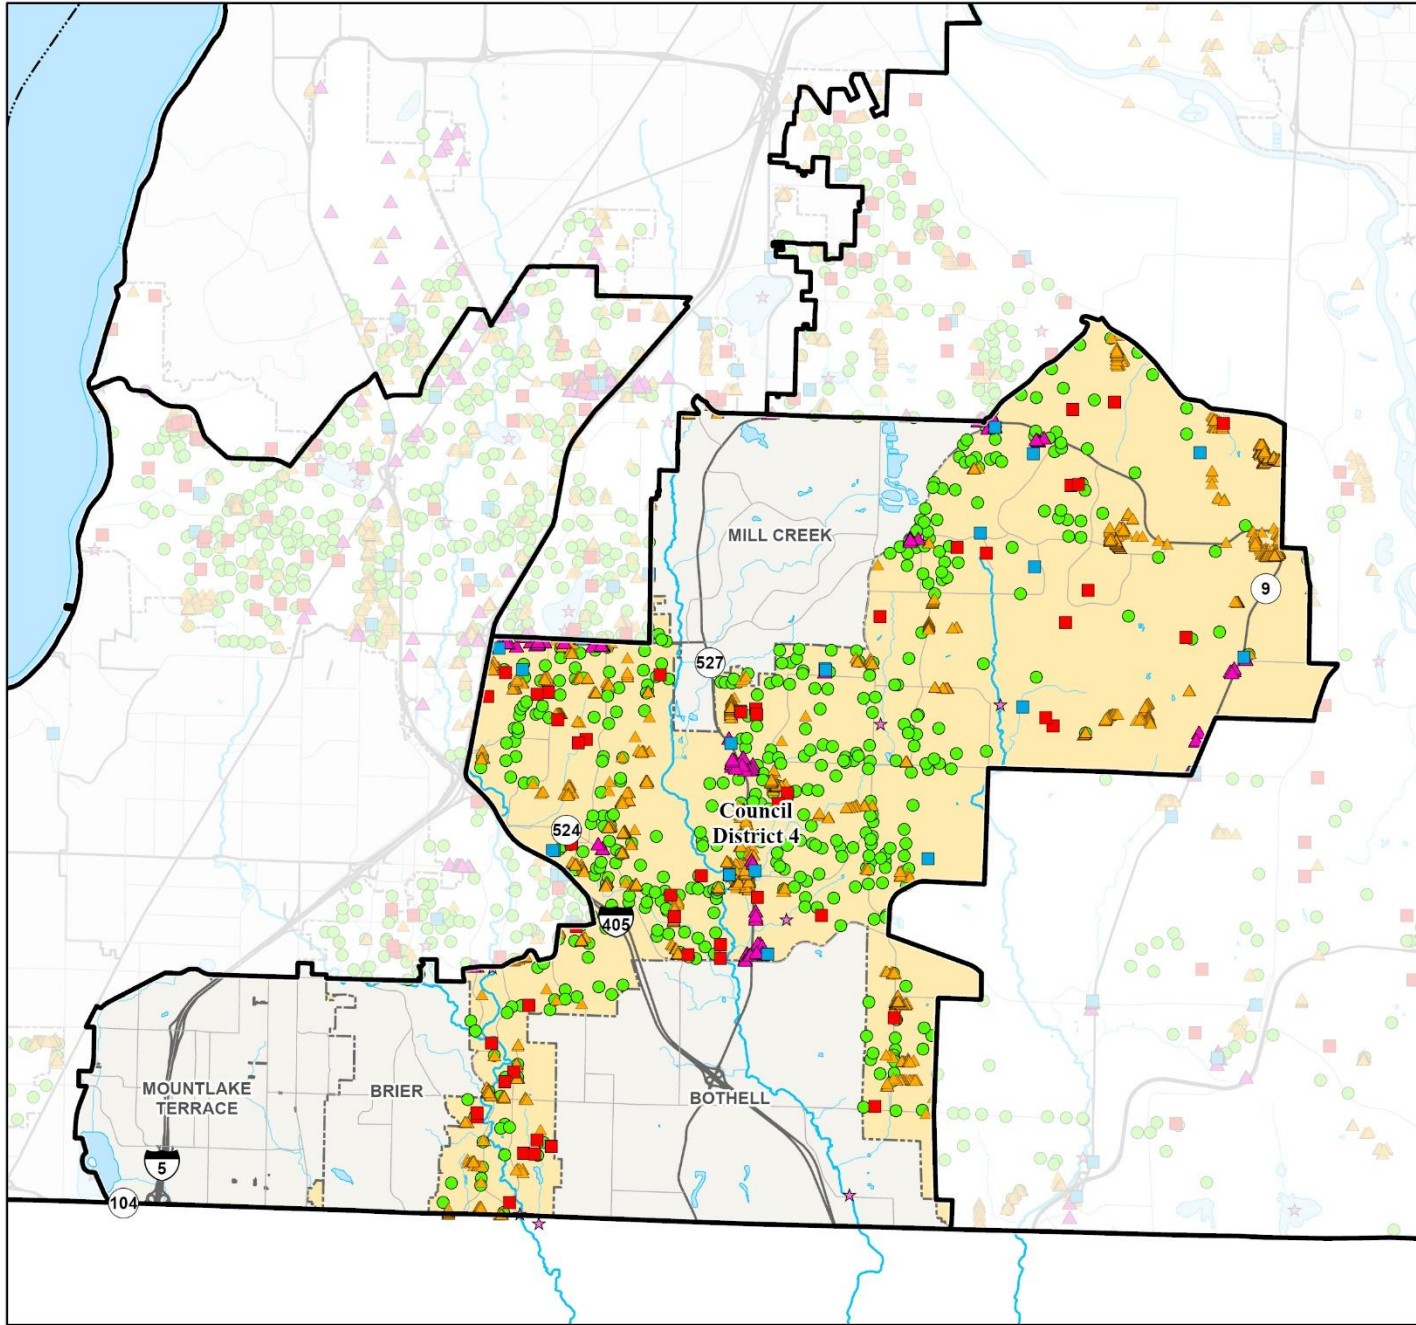 MILL CREEK
9
527
Council
District 4
524
405
MOUNTLAKE
TERRACE
BRIER
BOTHELL
5
104